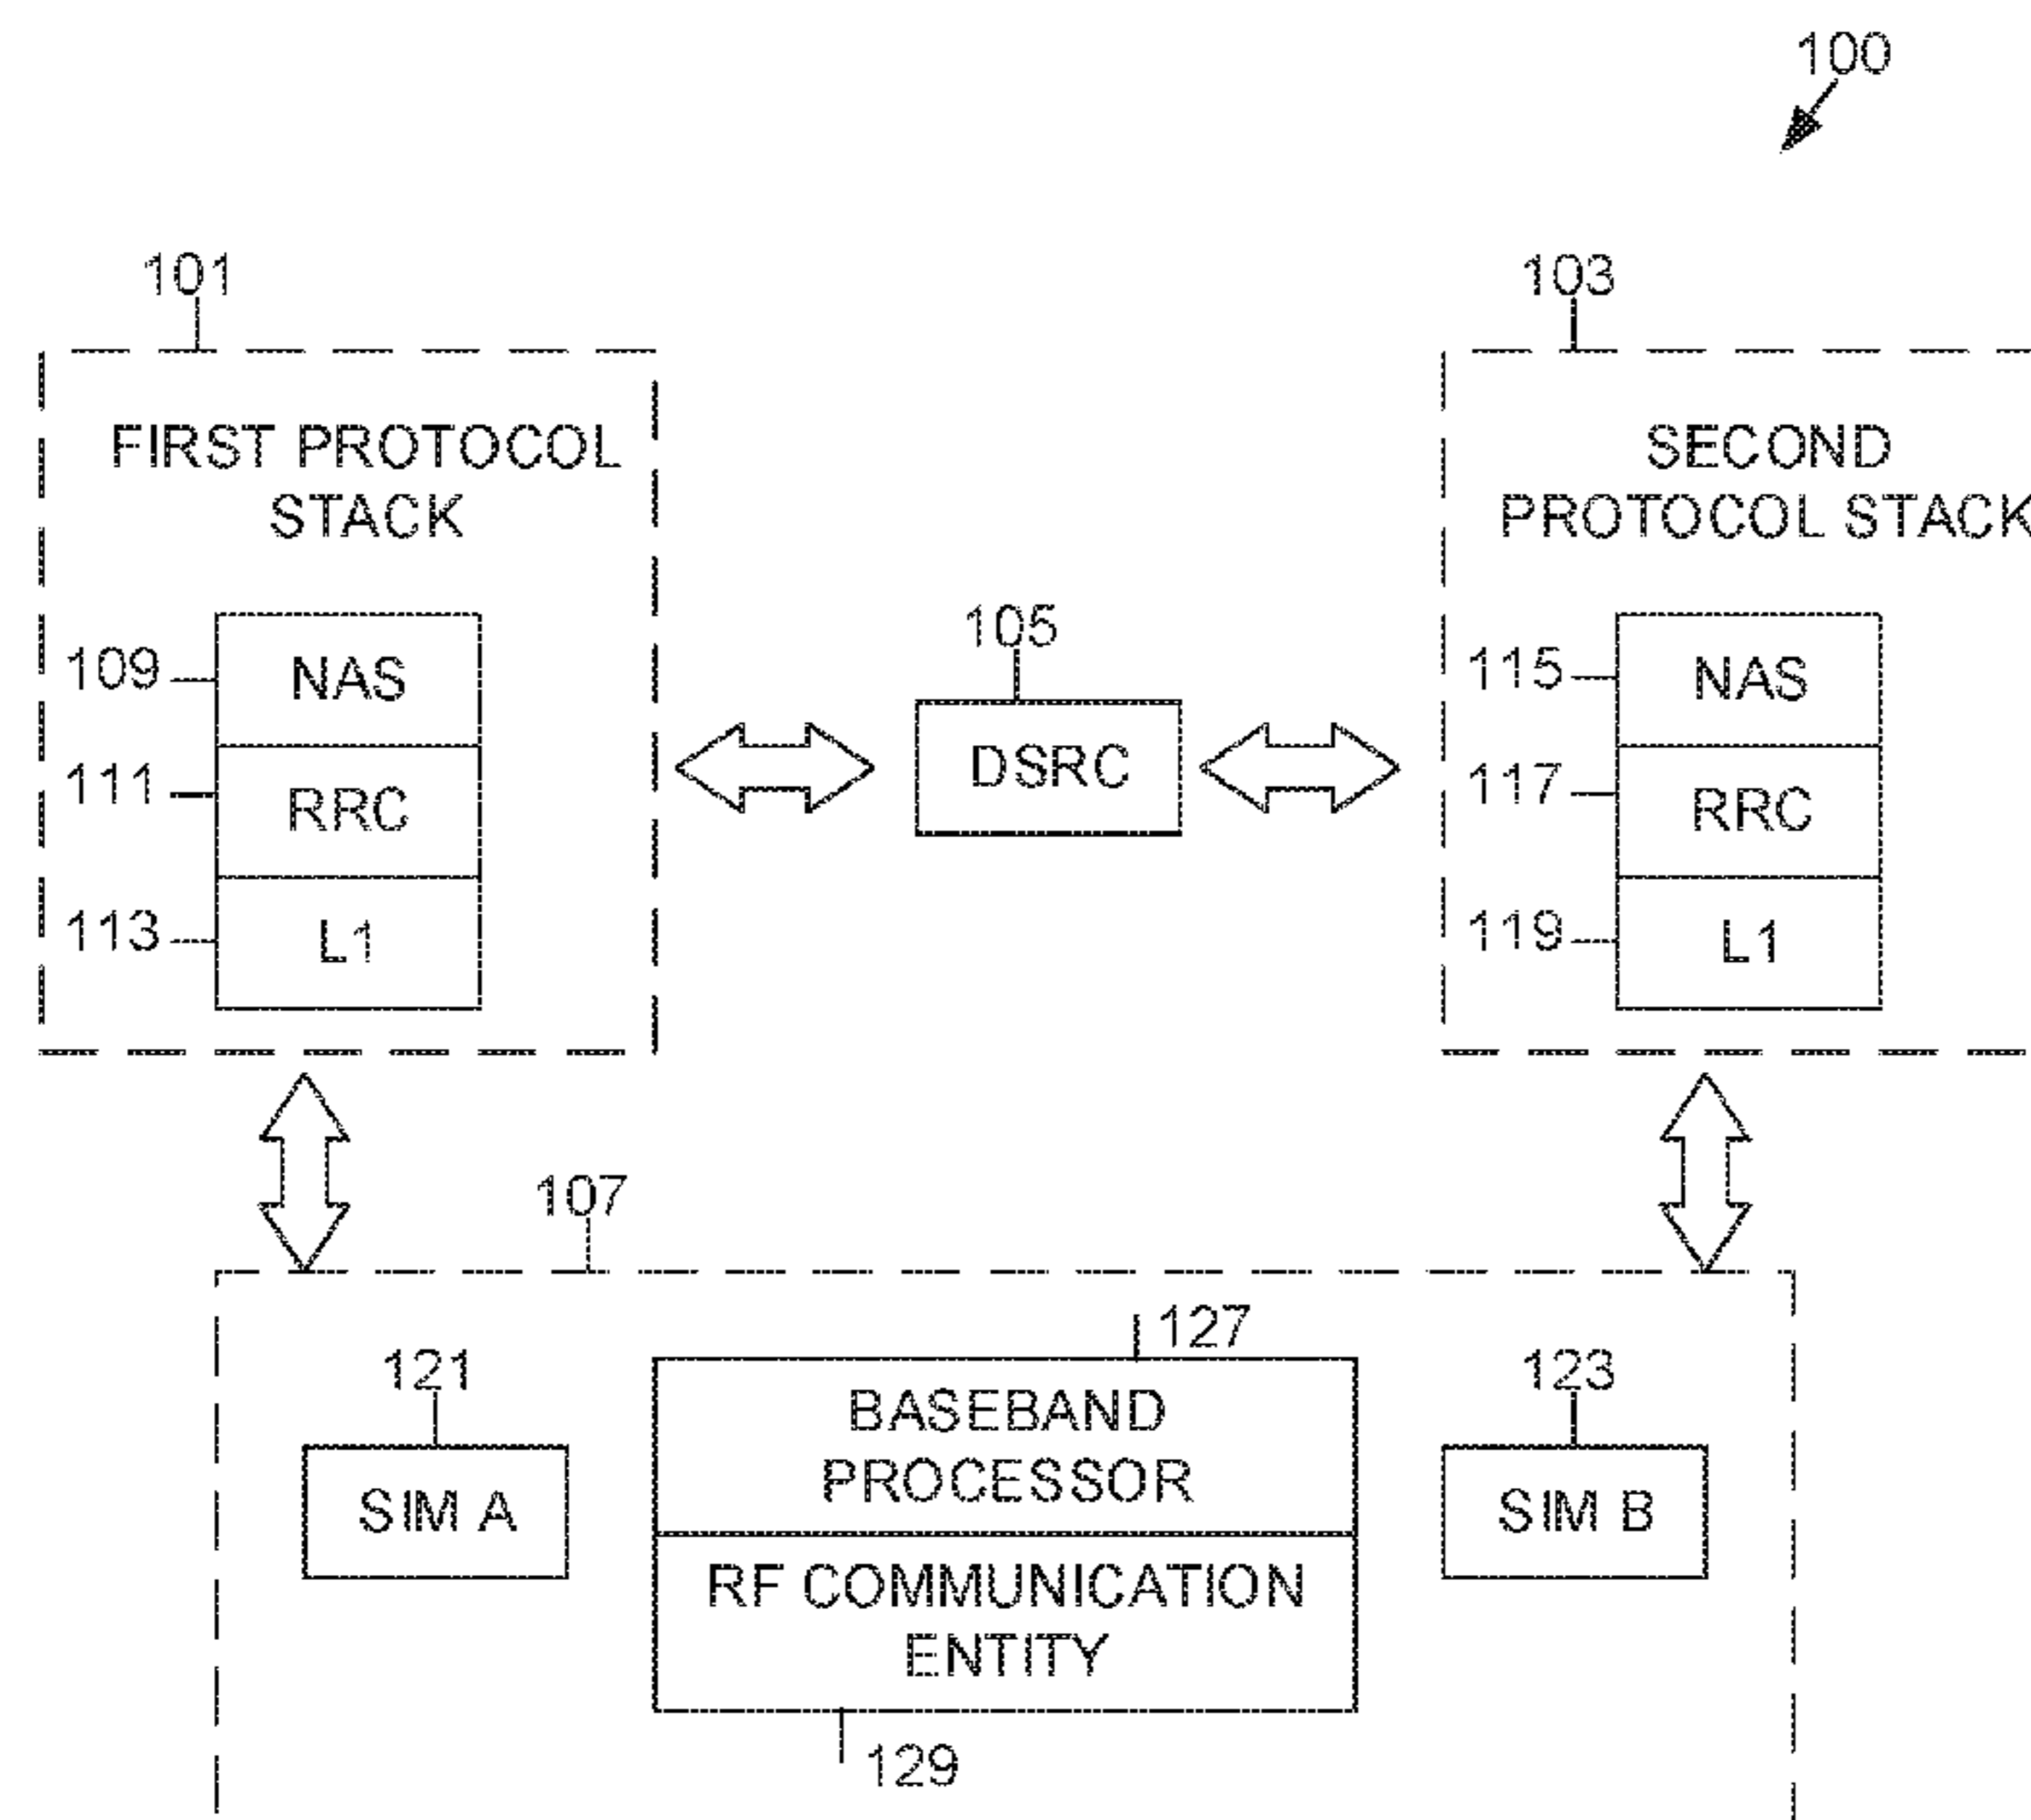 100
101
103
FIRST PROTOCOL
STACK
SECOND
PROTOCOL STACK
105
109
NAS
115
NAS
111
RRC
DSRC
117
RRC
113
L1
119
L1
107
127
121
123
BASEBAND
PROCESSOR
SIM A
SIM B
RF COMMUNICATION
ENTITY
129